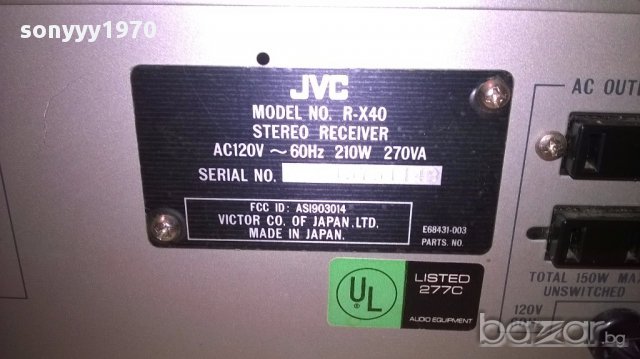 sonyyy1970
JVC
MODEL NO. R-X40
STEREO RECEIVER
AC120V ~ 60Hz 210W 270VA
SERIAL NO.
FCC ID: ASI903014
VICTOR CO. OF JAPAN, LTD.
MADE IN JAPAN.
E68431-003
PARTS. NO.
UL
LISTED
277C
AUDIO EQUIPMENT
AC OUT
TOTAL 150W MA
UNSWITCHED
120V
bazar.bg